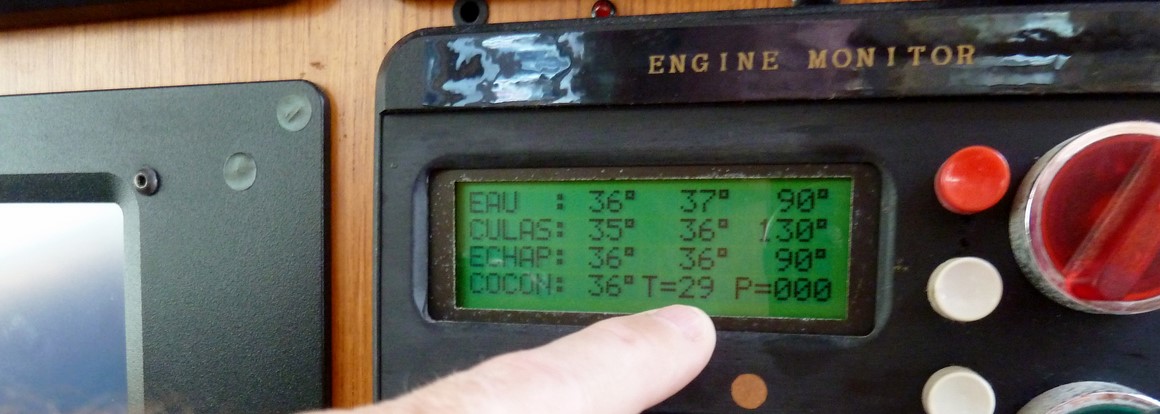 ENGINE MONITOR
EAU : 36° 37° 90°
CULAS: 35° 36° 130°
ECHAP: 36° 36° 90°
COCON: 36° T=29 P=000